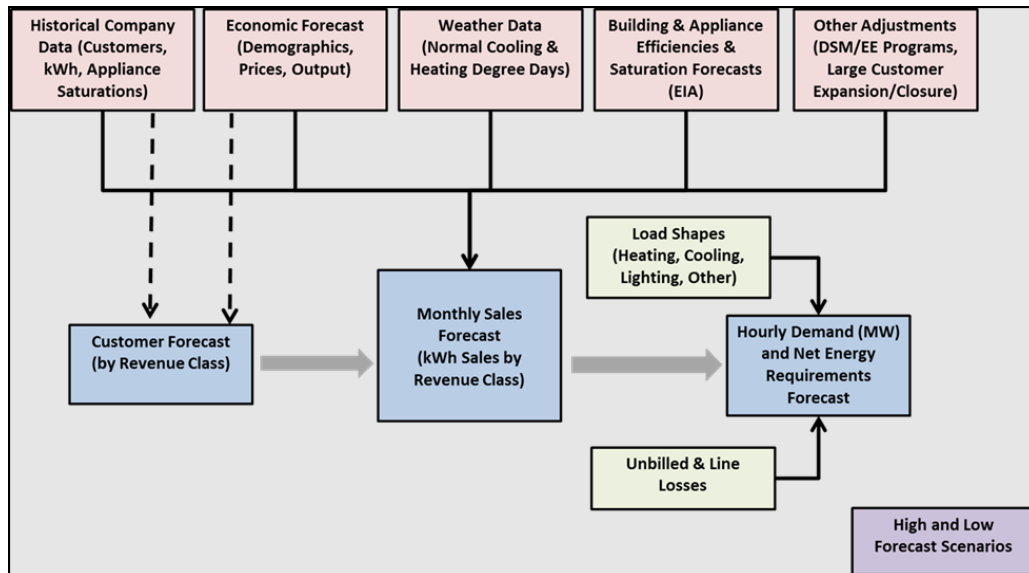 Historical Company
Data (Customers,
kWh, Appliance
Saturations)
Economic Forecast
(Demographics,
Prices, Output)
Weather Data
(Normal Cooling &
Heating Degree Days)
Building & Appliance
Efficiencies &
Saturation Forecasts
(EIA)
Other Adjustments
(DSM/EE Programs,
Large Customer
Expansion/Closure)
Load Shapes
(Heating, Cooling,
Lighting, Other)
Customer Forecast
(by Revenue Class)
Monthly Sales
Forecast
(kWh Sales by
Revenue Class)
Hourly Demand (MW)
and Net Energy
Requirements
Forecast
Unbilled & Line
Losses
High and Low
Forecast Scenarios